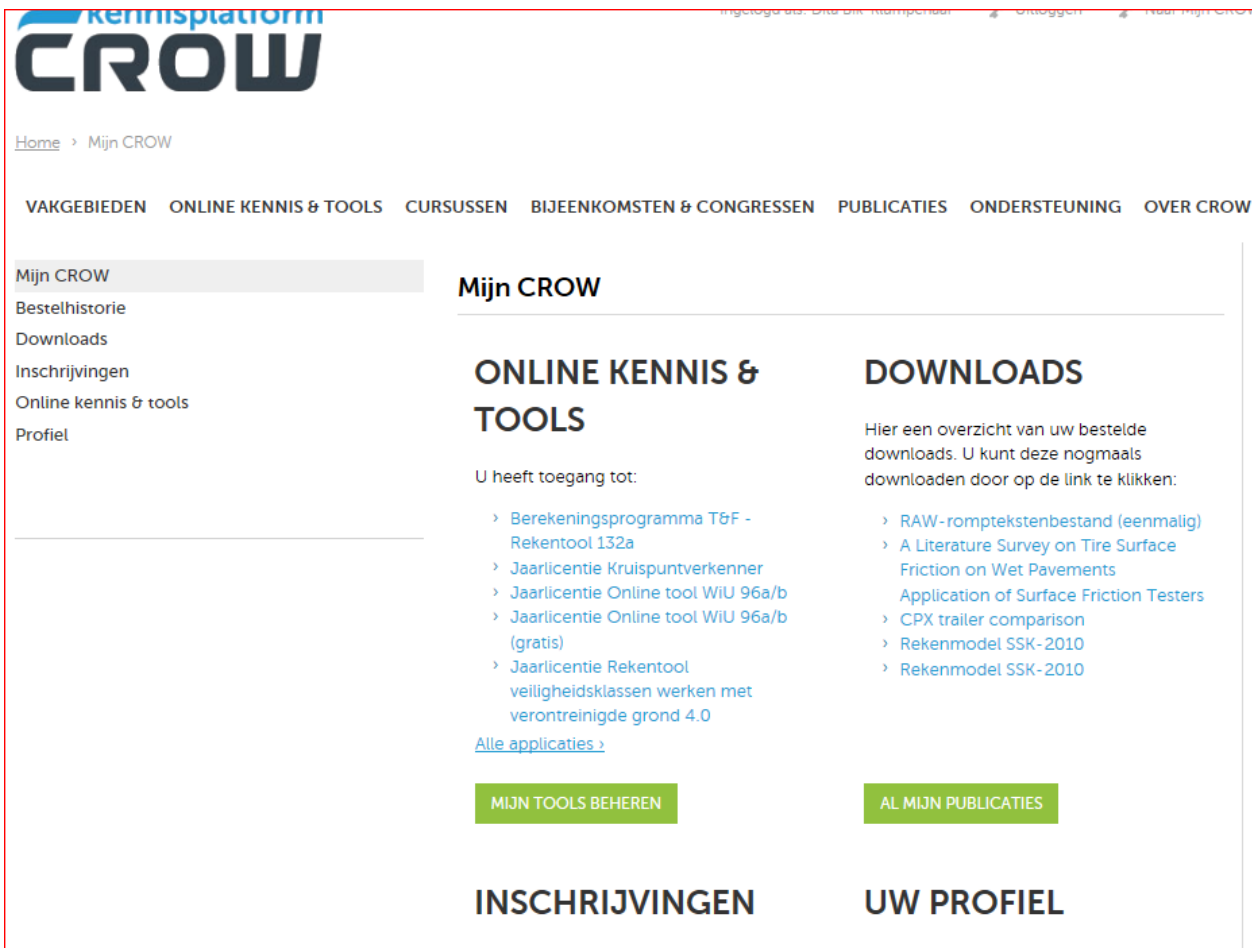 kennisplatform
CROW
Home › Mijn CROW
VAKGEBIEDEN ONLINE KENNIS & TOOLS CURSUSSEN BIJEENKOMSTEN & CONGRESSEN PUBLICATIES ONDERSTEUNING OVER CROW
Mijn CROW
Bestelhistorie
Downloads
Inschrijvingen
Online kennis & tools
Profiel
Mijn CROW
ONLINE KENNIS &
TOOLS
U heeft toegang tot:
› Berekeningsprogramma T&F -
Rekentool 132a
› Jaarlicentie Kruispuntverkenner
› Jaarlicentie Online tool WiU 96a/b
› Jaarlicentie Online tool WiU 96a/b
(gratis)
› Jaarlicentie Rekentool
veiligheidsklassen werken met
verontreinigde grond 4.0
Alle applicaties ›
MIJN TOOLS BEHEREN
DOWNLOADS
Hier een overzicht van uw bestelde
downloads. U kunt deze nogmaals
downloaden door op de link te klikken:
› RAW-romptekstenbestand (eenmalig)
› A Literature Survey on Tire Surface
Friction on Wet Pavements
Application of Surface Friction Testers
› CPX trailer comparison
› Rekenmodel SSK-2010
› Rekenmodel SSK-2010
AL MIJN PUBLICATIES
INSCHRIJVINGEN
UW PROFIEL